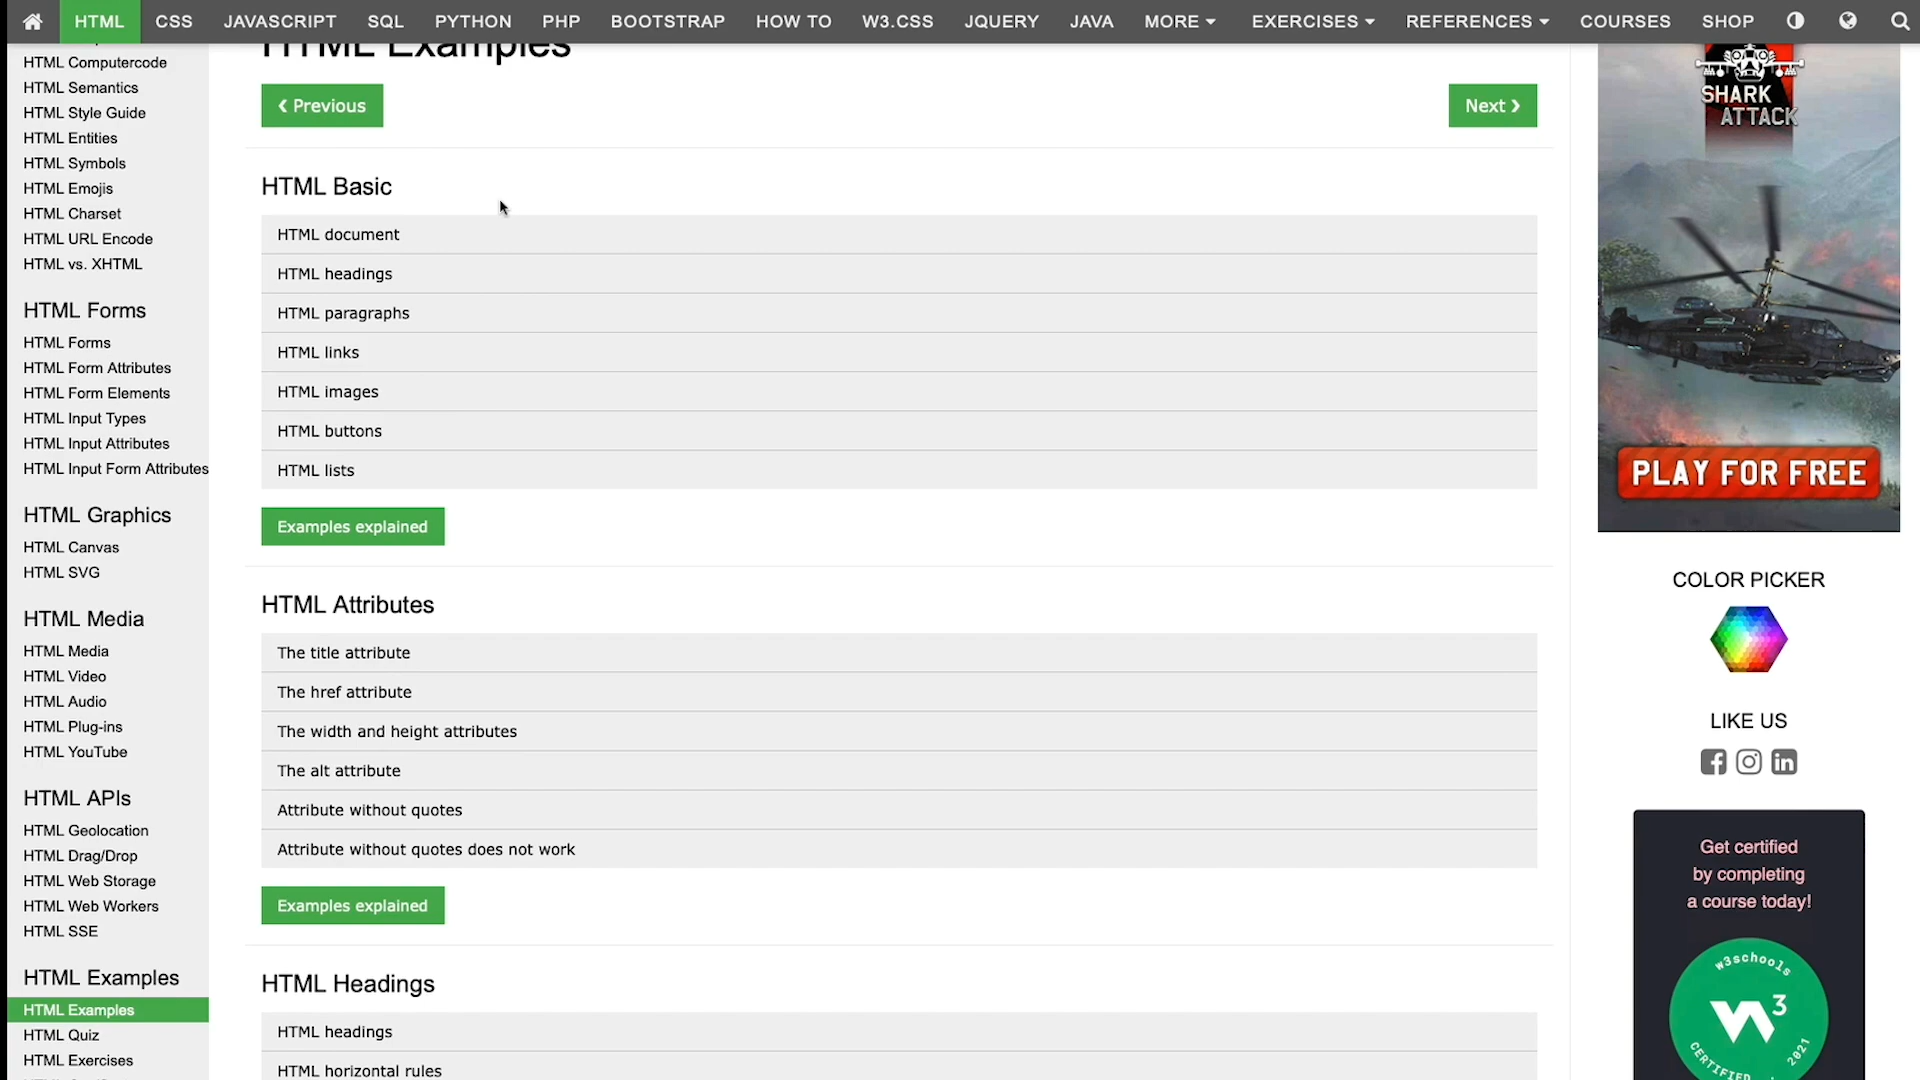 HTML CSS JAVASCRIPT SQL PYTHON PHP BOOTSTRAP HOW TO W3.CSS JQUERY JAVA MORE EXERCISES REFERENCES COURSES SHOP
HTML Computercode
HTML Semantics
HTML Style Guide
HTML Entities
HTML Symbols
HTML Emojis
HTML Charset
HTML URL Encode
HTML vs. XHTML
HTML Forms
HTML Forms
HTML Form Attributes
HTML Form Elements
HTML Input Types
HTML Input Attributes
HTML Input Form Attributes
HTML Graphics
HTML Canvas
HTML SVG
HTML Media
HTML Media
HTML Video
HTML Audio
HTML Plug-ins
HTML YouTube
HTML APIs
HTML Geolocation
HTML Drag/Drop
HTML Web Storage
HTML Web Workers
HTML SSE
HTML Examples
HTML Examples
HTML Quiz
HTML Exercises
HTML Examples
❮ Previous
Next ❯
HTML Basic
HTML document
HTML headings
HTML paragraphs
HTML links
HTML images
HTML buttons
HTML lists
Examples explained
HTML Attributes
The title attribute
The href attribute
The width and height attributes
The alt attribute
Attribute without quotes
Attribute without quotes does not work
Examples explained
HTML Headings
HTML headings
HTML horizontal rules
SHARK
ATTACK
PLAY FOR FREE
COLOR PICKER
LIKE US
Get certified
by completing
a course today!
w3schools
3
CERTIFIED . 2021